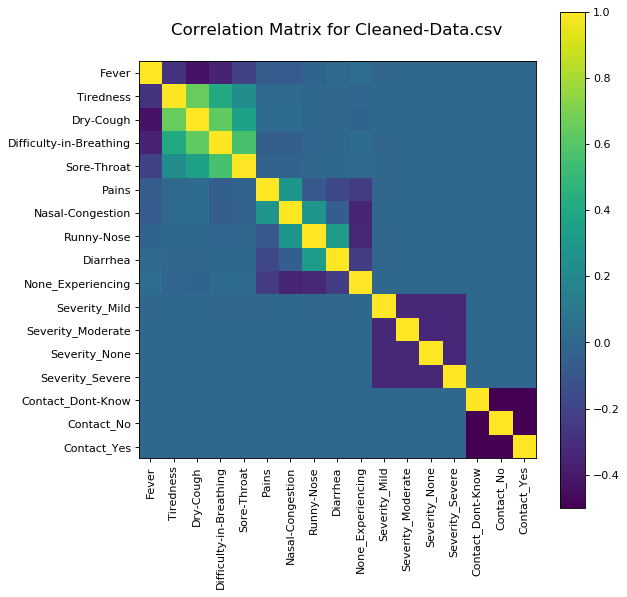 Correlation Matrix for Cleaned-Data.csv
Fever
Tiredness
Dry-Cough
Difficulty-in-Breathing
Sore-Throat
Pains
Nasal-Congestion
Runny-Nose
Diarrhea
None_Experiencing
Severity_Mild
Severity_Moderate
Severity_None
Severity_Severe
Contact_Dont-Know
Contact_No
Contact_Yes
Fever
Tiredness
Dry-Cough
Difficulty-in-Breathing
Sore-Throat
Pains
Nasal-Congestion
Runny-Nose
Diarrhea
None_Experiencing
Severity_Mild
Severity_Moderate
Severity_None
Severity_Severe
Contact_Dont-Know
Contact_No
Contact_Yes
1.0
0.8
0.6
0.4
0.2
0.0
−0.2
−0.4